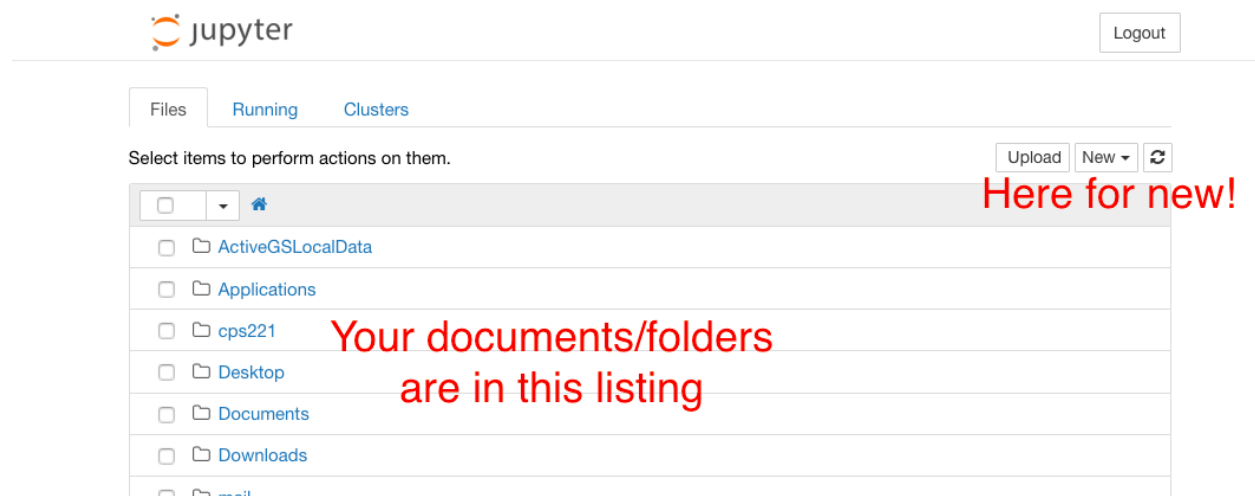 jupyter
Logout
Files Running Clusters
Select items to perform actions on them.
Upload New
Here for new!
ActiveGSLocalData
Applications
cps221
Your documents/folders
are in this listing
Desktop
Documents
Downloads